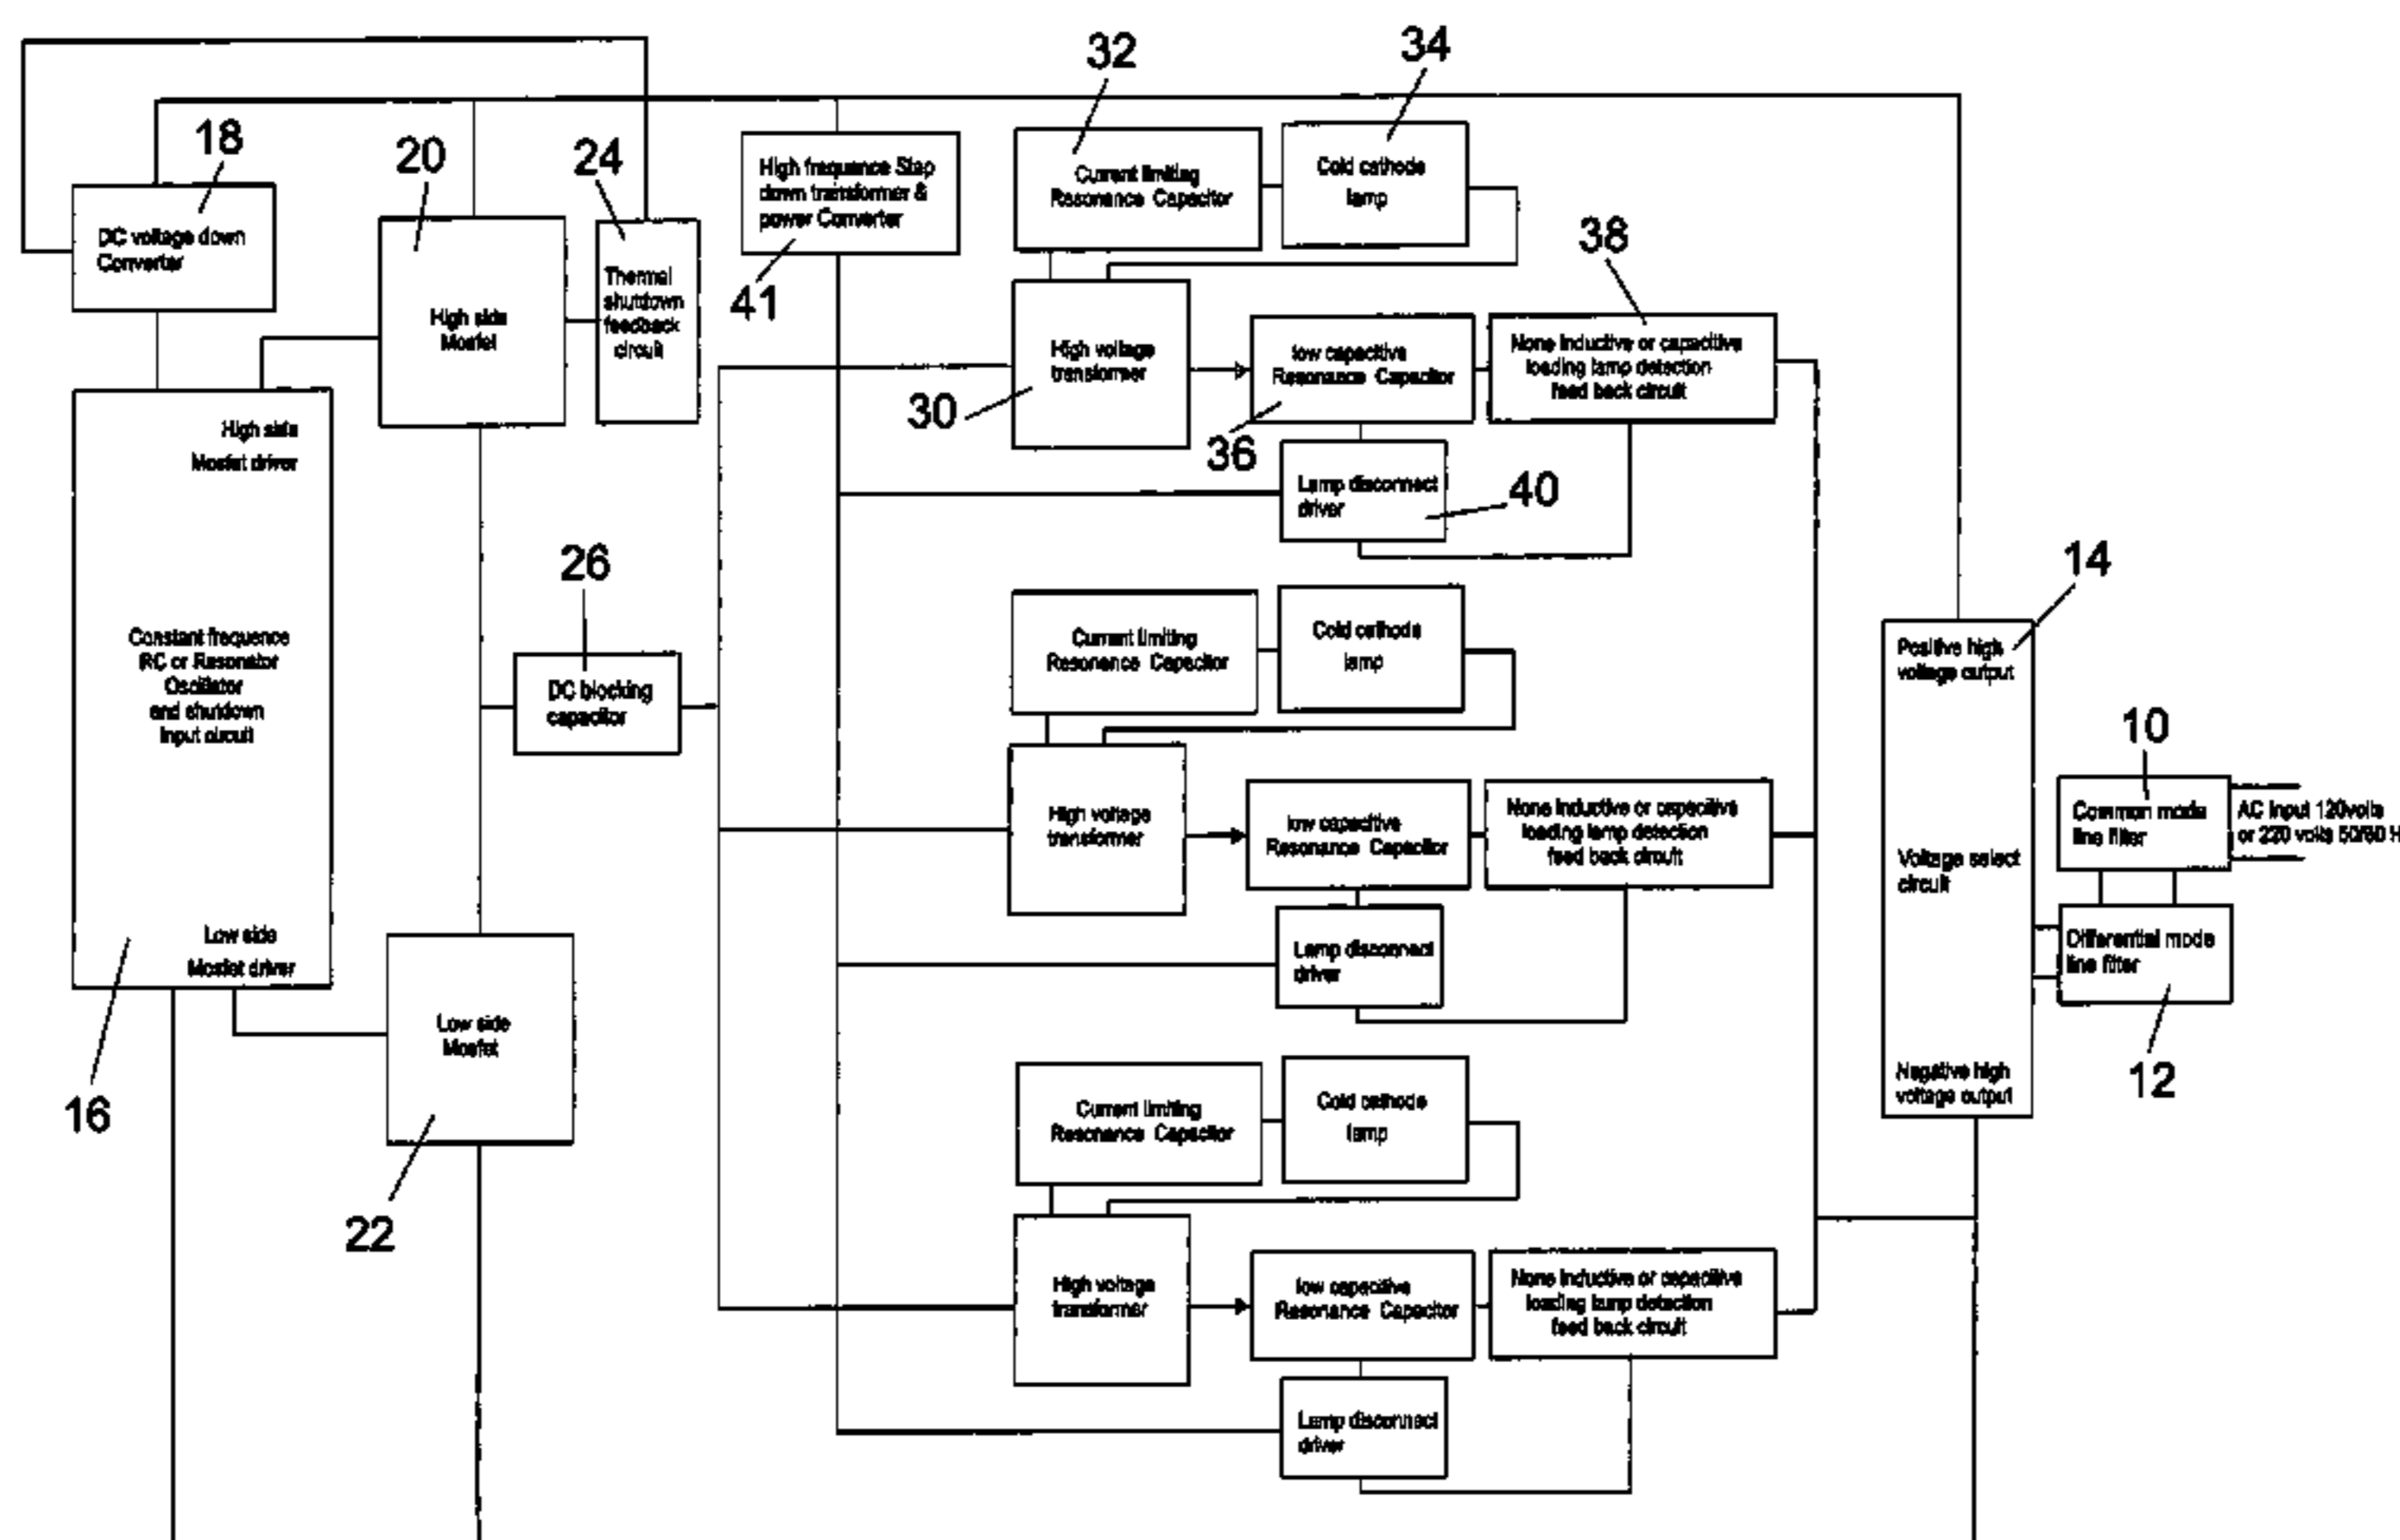 32
34
18
20
24
High frequence Step
down transformer &
power Converter
Current limiting
Resonance Capacitor
Cold cathode
lamp
DC voltage down
Converter
38
41
Thermal
shutdown
feedback
circuit
High side
Mosfet
High voltage
transformer
low capacitive
Resonance Capacitor
None inductive or capacitive
loading lamp detection
feed back circuit
30
36
High side
Mosfet driver
Lamp disconnect
driver
40
26
14
Constant frequence
RC or Resonator
Oscillator
and shutdown
Input circuit
DC blocking
capacitor
Current limiting
Resonance Capacitor
Cold cathode
lamp
Positive high
voltage output
10
High voltage
transformer
low capacitive
Resonance Capacitor
None inductive or capacitive
loading lamp detection
feed back circuit
Voltage select
circuit
Common mode
line filter
AC Input 120volts
or 220 volts 50/60 H
Low side
Mosfet driver
Lamp disconnect
driver
Differential mode
line filter
Low side
Mosfet
16
22
Current limiting
Resonance Capacitor
Cold cathode
lamp
Negative high
voltage output
12
High voltage
transformer
low capacitive
Resonance Capacitor
None inductive or capacitive
loading lamp detection
feed back circuit
Lamp disconnect
driver